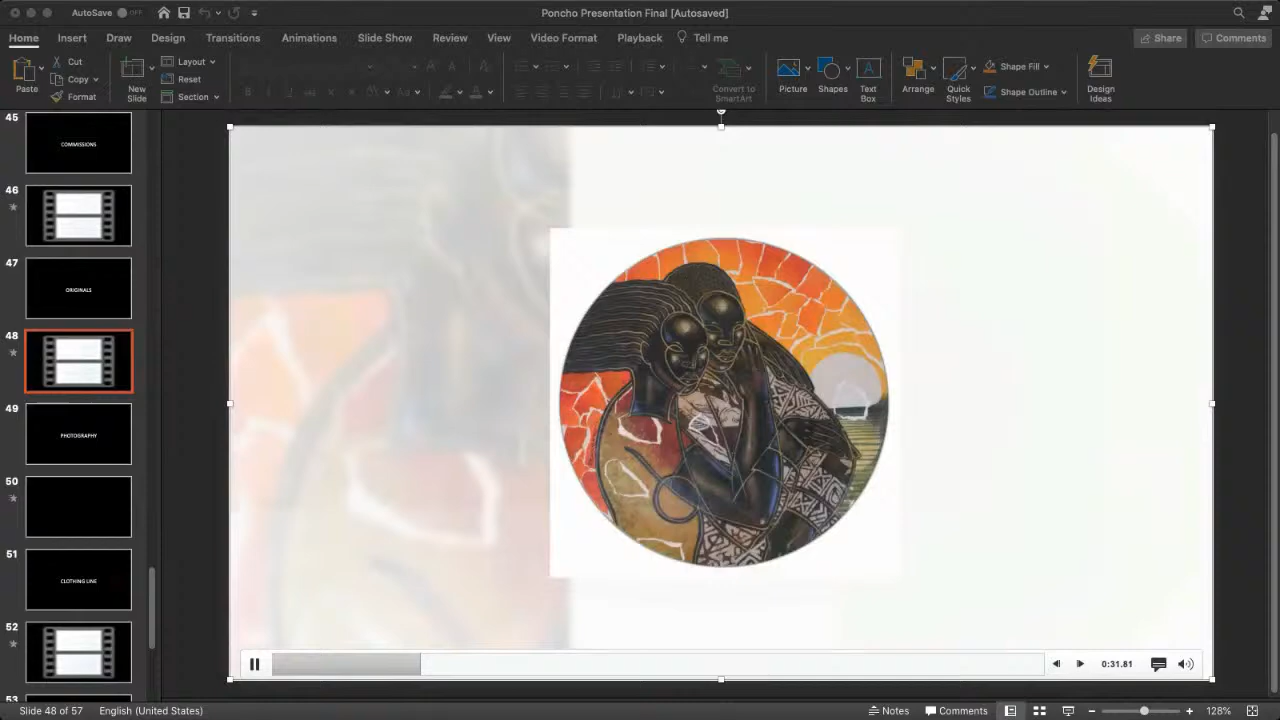 AutoSave
OFF
Poncho Presentation Final [Autosaved]
Home
Insert
Draw
Design
Transitions
Animations
Slide Show
Review
View
Video Format
Playback
Tell me
Share
Comments
Paste
Cut
Copy
Format
New
Slide
Layout
Reset
Section
Convert to
SmartArt
Picture
Shapes
Text
Box
Arrange
Quick
Styles
Shape Fill
Shape Outline
Design
Ideas
45
COMMISSIONS
46
47
ORIGINALS
48
49
PHOTOGRAPHY
50
51
CLOTHING LINE
52
53
0:31.81
Slide 48 of 57
English (United States)
Notes
Comments
128%